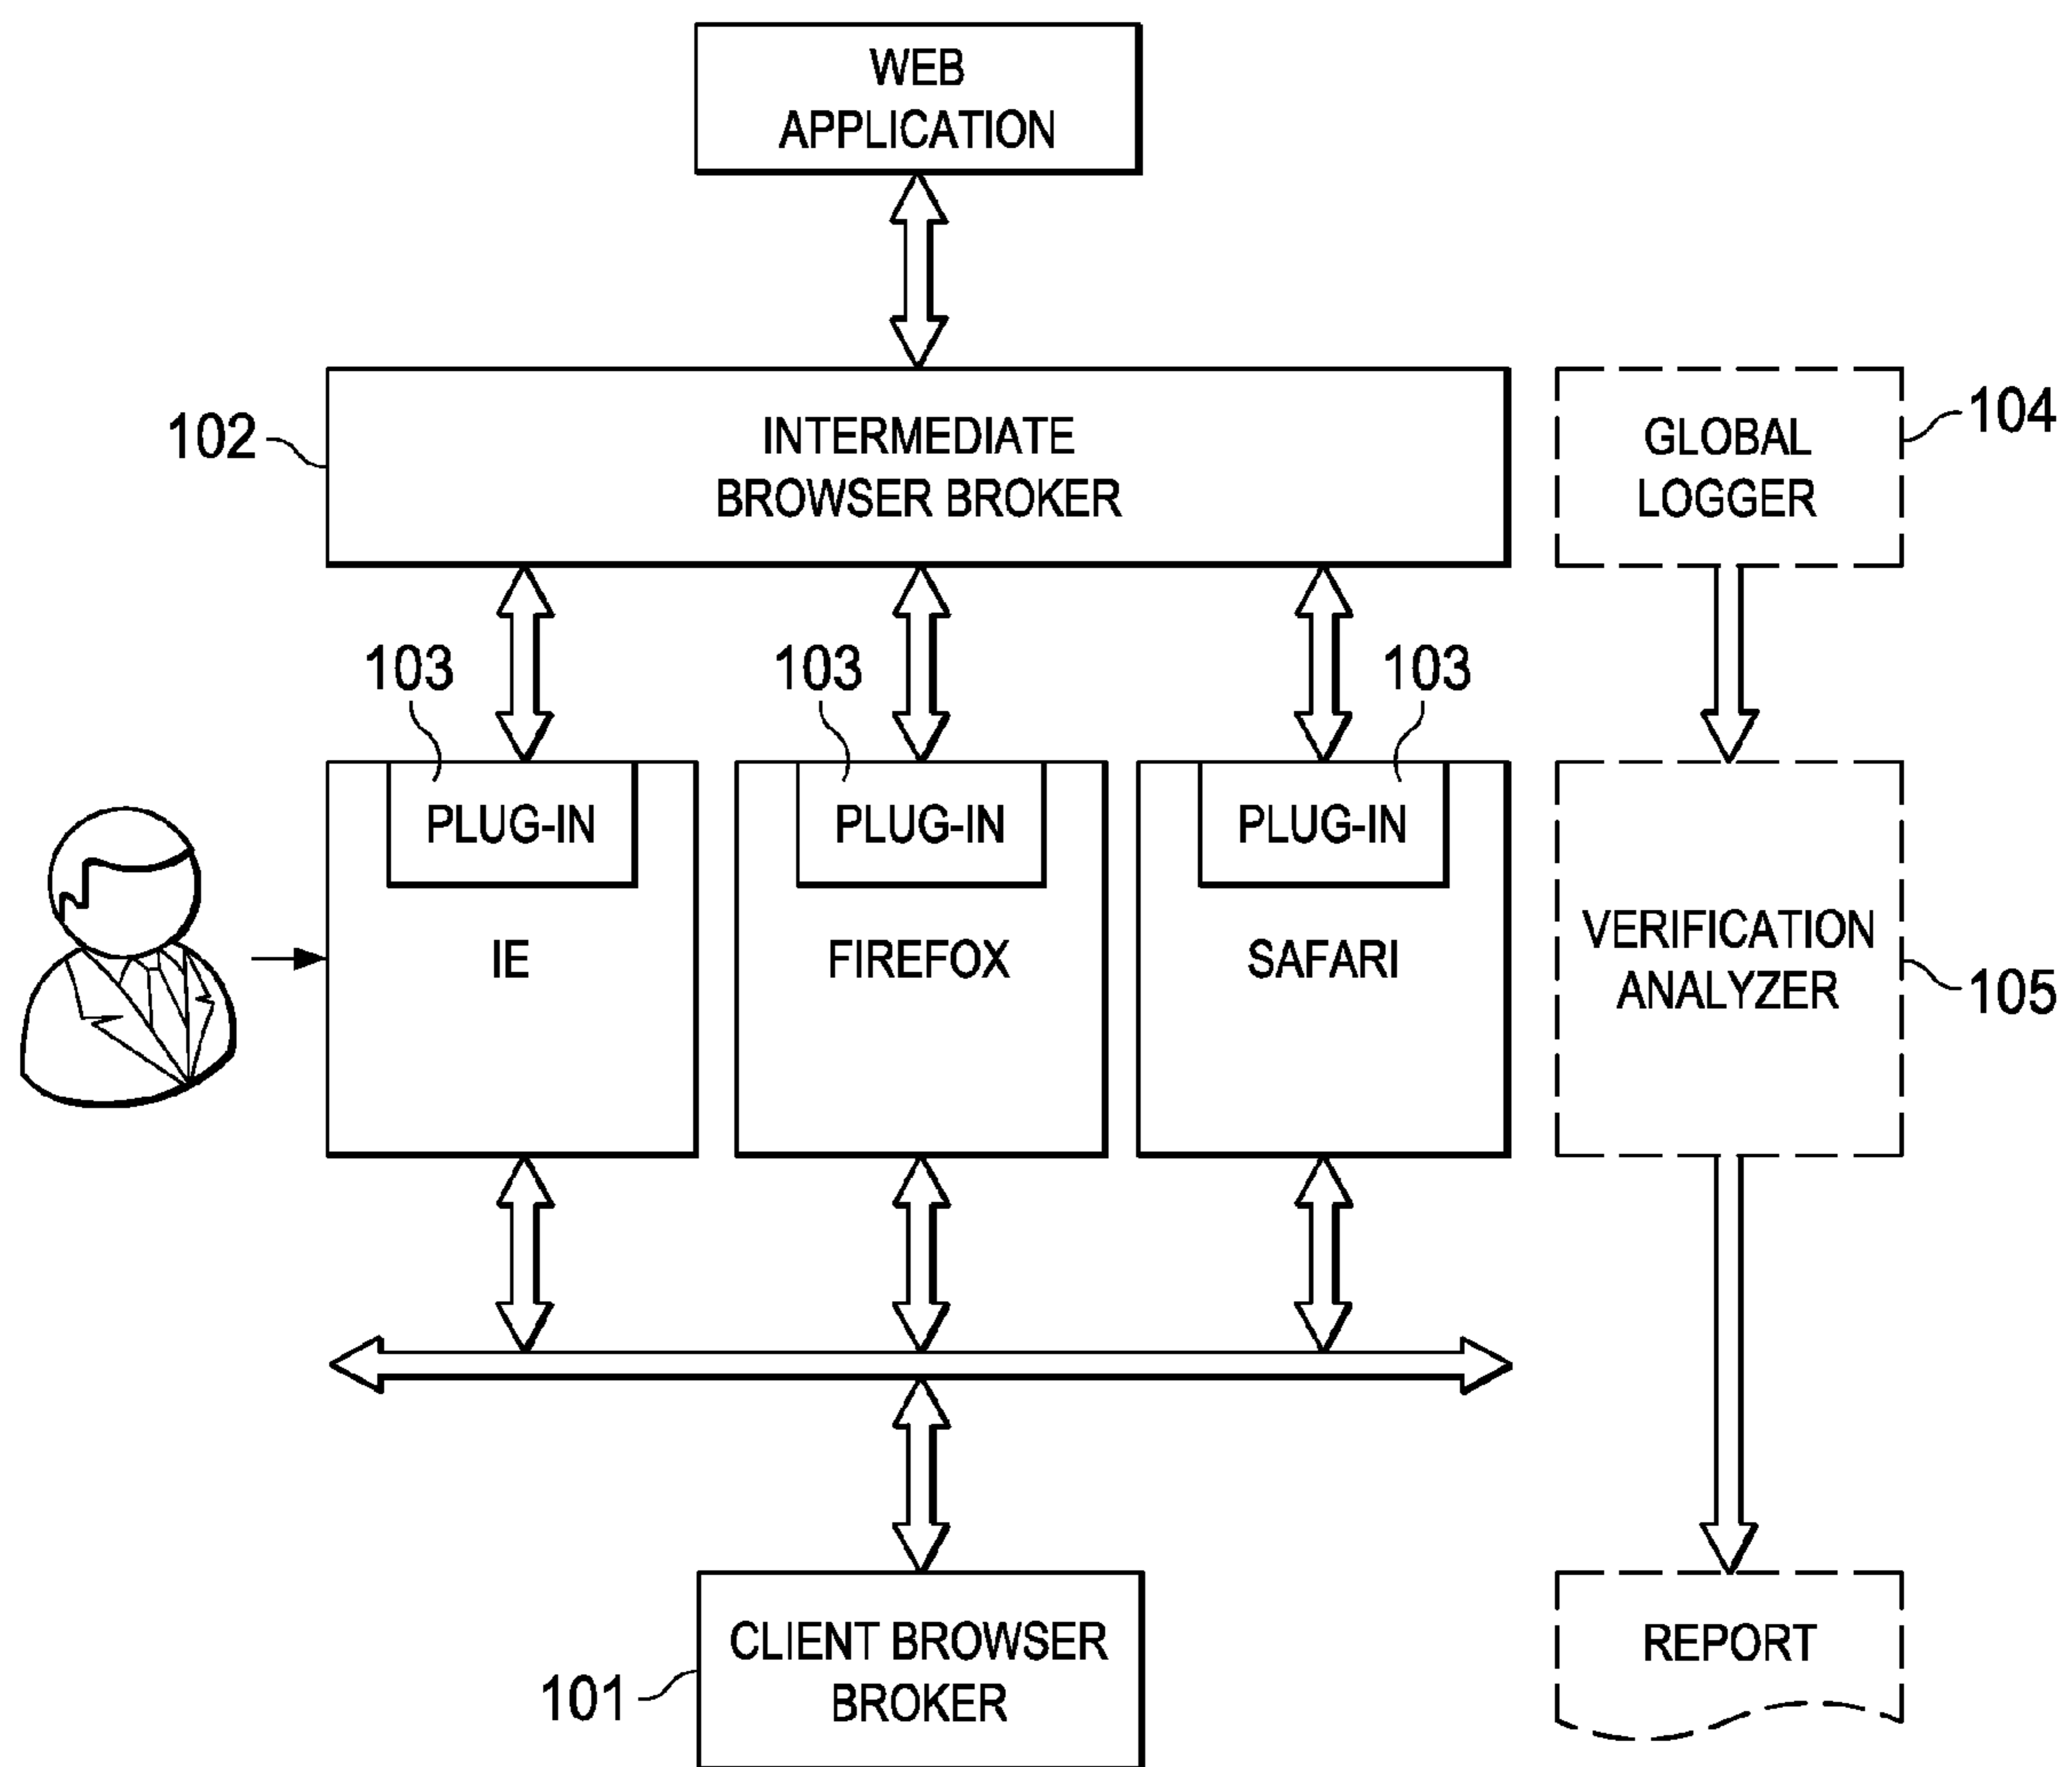 WEB
APPLICATION
102
INTERMEDIATE
BROWSER BROKER
GLOBAL
LOGGER
104
103
103
103
PLUG-IN
PLUG-IN
PLUG-IN
IE
FIREFOX
SAFARI
VERIFICATION
ANALYZER
105
CLIENT BROWSER
BROKER
101
REPORT